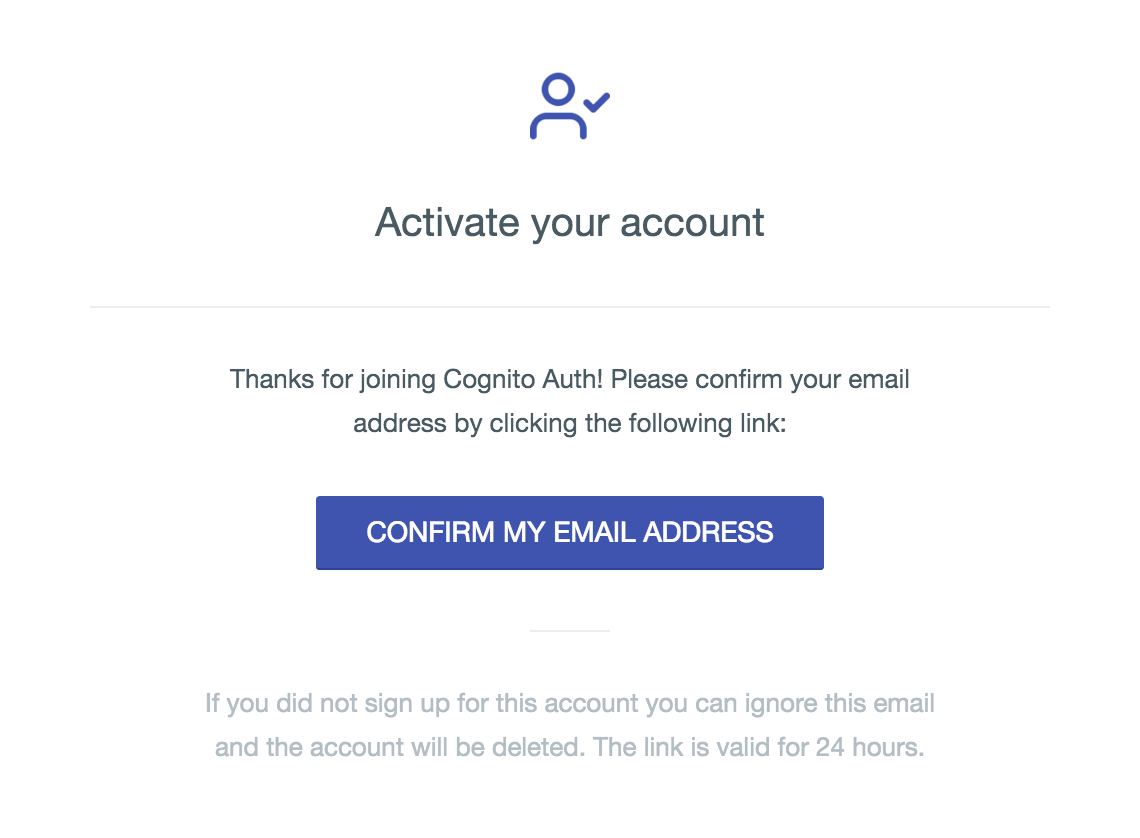 Activate your account
Thanks for joining Cognito Auth! Please confirm your email
address by clicking the following link:
CONFIRM MY EMAIL ADDRESS
If you did not sign up for this account you can ignore this email
and the account will be deleted. The link is valid for 24 hours.